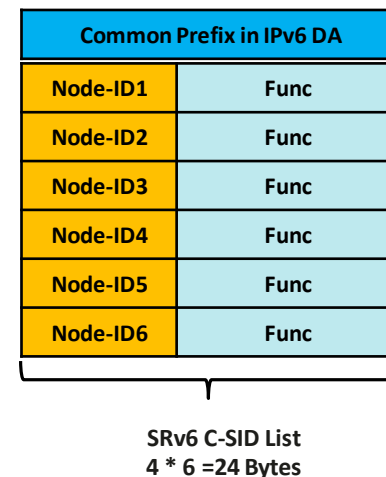 Common Prefix in IPv6 DA
Node-ID1 Func
Node-ID2 Func
Node-ID3 Func
Node-ID4 Func
Node-ID5 Func
Node-ID6 Func
SRv6 C-SID List
4 * 6 =24 Bytes